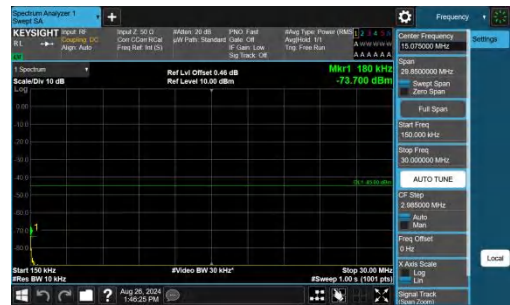 Spectrum Analyzer 1
Swept SA
+
Frequency
KEYSIGHT
Input: RF
Coupling: DC
Align: Auto
Input Z: 50 Ω
Corr CCorr RCal
Freq Ref: Int (S)
#Atten: 20 dB
µW Path: Standard
PNO: Fast
Gate: Off
IF Gain: Low
Sig Track: Off
#Avg Type: Power (RMS)
Avg|Hold: 1/1
Trig: Free Run
1 2 3 4 5 6
A W W W W W
A A A A A A
RL
1 Spectrum
Scale/Div 10 dB
Log
Ref Lvl Offset 0.46 dB
Ref Level 10.00 dBm
Mkr1 180 kHz
-73.700 dBm
0.00
-10.0
-20.0
-30.0
-40.0
-50.0
-60.0
-70.0
-80.0
1
Start 150 kHz
#Res BW 10 kHz
#Video BW 30 kHz*
Stop 30.00 MHz
#Sweep 1.00 s (1001 pts)
Aug 26, 2024
1:46:25 PM
Center Frequency
15.075000 MHz
Settings
Span
29.8500000 MHz
Swept Span
Zero Span
Full Span
Start Freq
150.000 kHz
Stop Freq
30.000000 MHz
AUTO TUNE
CF Step
2.985000 MHz
Auto
Man
Freq Offset
0 Hz
X Axis Scale
Log
Lin
Local
Signal Track
(Span Zoom)